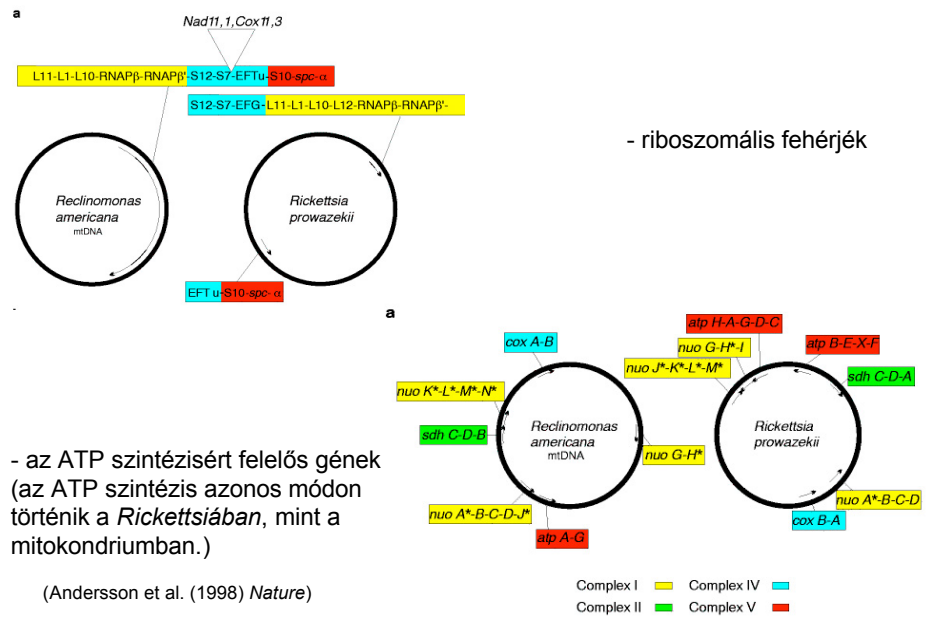 a
Nad11,1,Cox11,3
L11-L1-L10-RNAPβ-RNAPβ'-S12-S7-EFTu-S10-spc-α
S12-S7-EFG-L11-L1-L10-L12-RNAPβ-RNAPβ'-
Reclinomonas
americana
mtDNA
Rickettsia
prowazekii
EFT u-S10-spc-α
- riboszomális fehérjék
a
cox A-B
nuo K*-L*-M*-N*
sdh C-D-B
nuo A*-B-C-D-J*
atp A-G
nuo G-H*
Reclinomonas
americana
mtDNA
atp H-A-G-D-C
nuo G-H*-I
nuo J*-K*-L*-M*
atp B-E-X-F
sdh C-D-A
nuo A*-B-C-D
cox B-A
Rickettsia
prowazekii
- az ATP szintézisért felelős gének
(az ATP szintézis azonos módon
történik a Rickettsiában, mint a
mitokondriumban.)
(Andersson et al. (1998) Nature)
Complex I Complex IV
Complex II Complex V